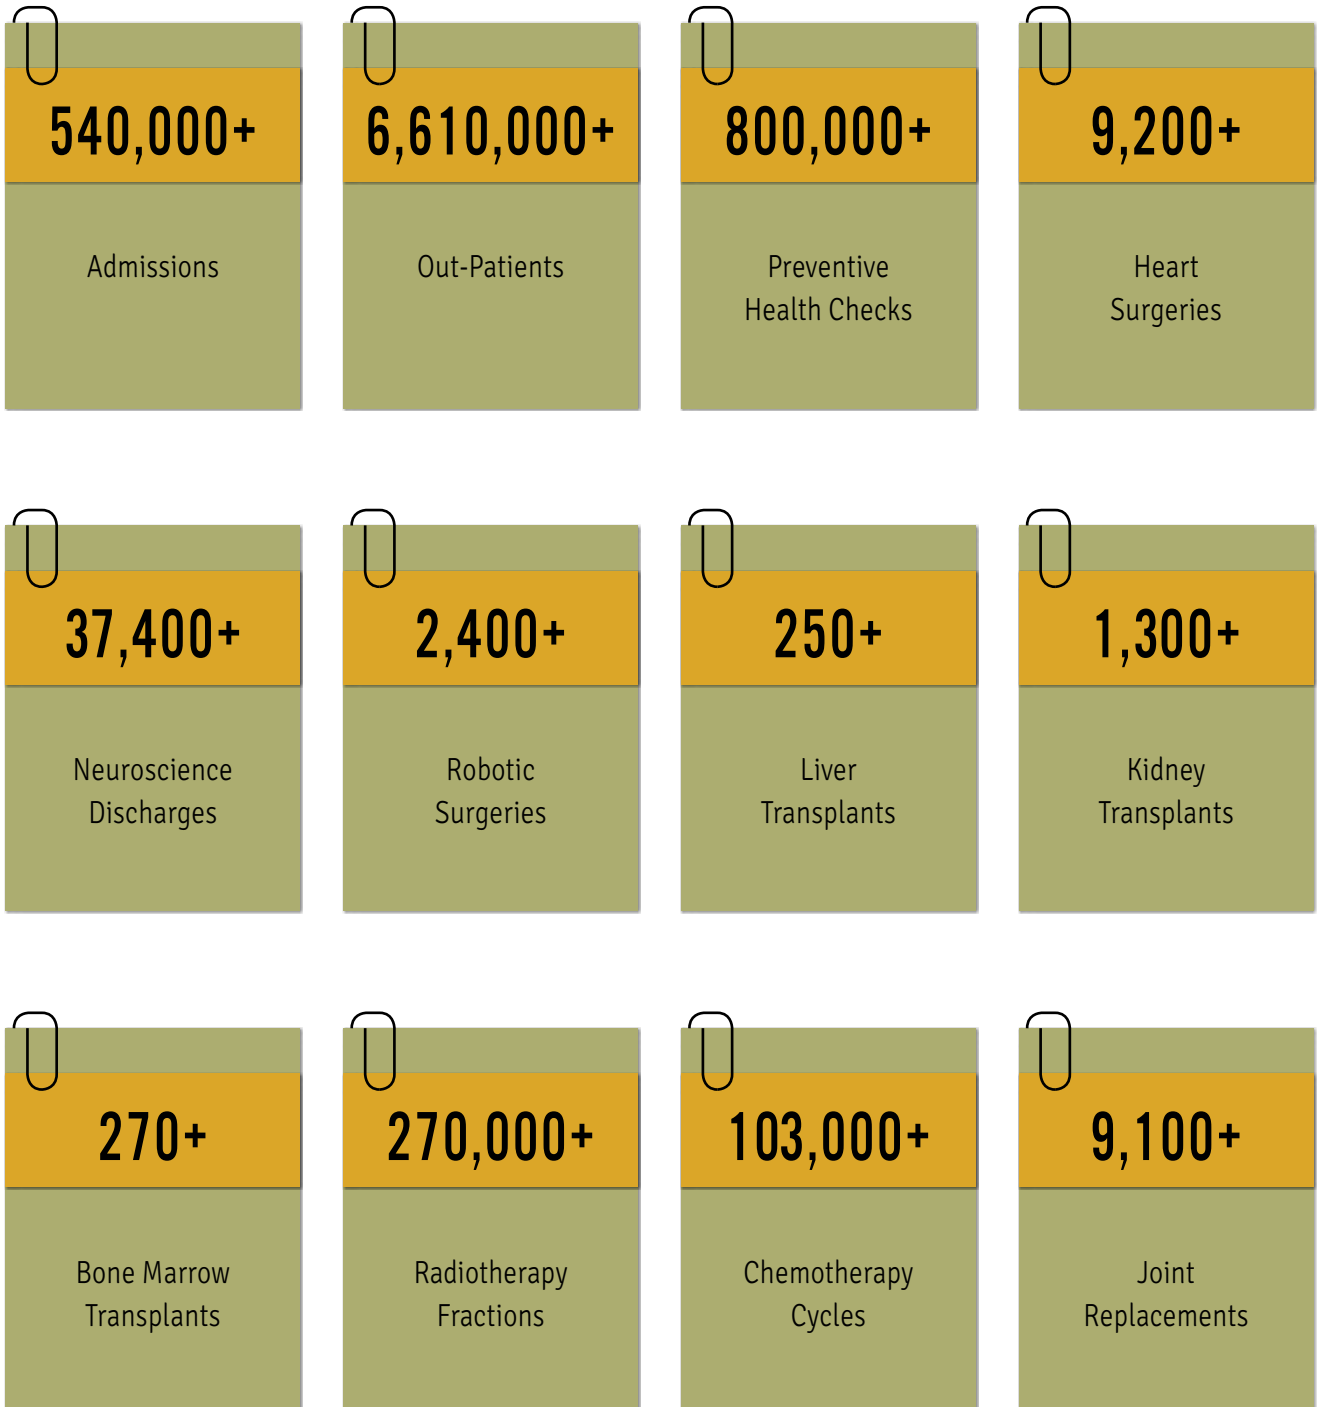 540,000+
Admissions
6,610,000+
Out-Patients
800,000+
Preventive
Health Checks
9,200+
Heart
Surgeries
37,400+
Neuroscience
Discharges
2,400+
Robotic
Surgeries
250+
Liver
Transplants
1,300+
Kidney
Transplants
270+
Bone Marrow
Transplants
270,000+
Radiotherapy
Fractions
103,000+
Chemotherapy
Cycles
9,100+
Joint
Replacements